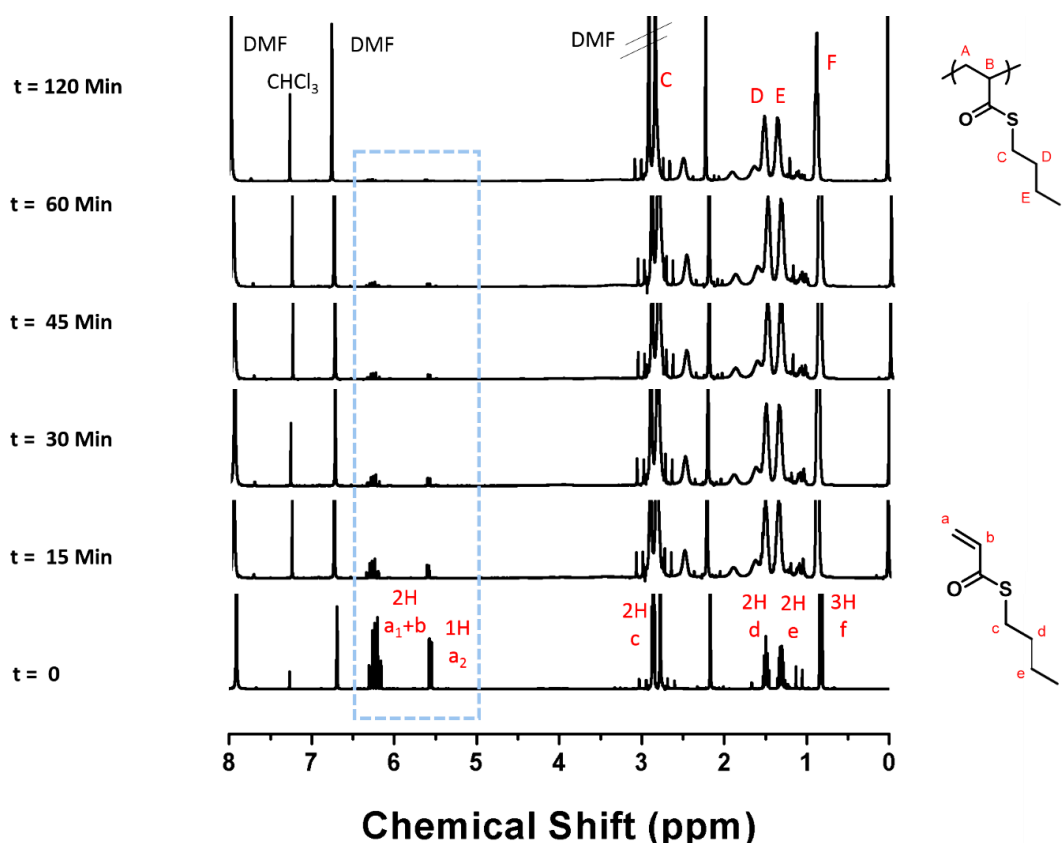 DMF DMF DMF
CHCl3
t = 120 Min
C D E F
t = 60 Min
t = 45 Min
t = 30 Min
t = 15 Min
2H
a1+b
1H
a2
2H
c
2H
d
2H
e
3H
f
t = 0
8 7 6 5 4 3 2 1 0
Chemical Shift (ppm)
A
B
O S
C
D
E
a
b
O S
c
d
e